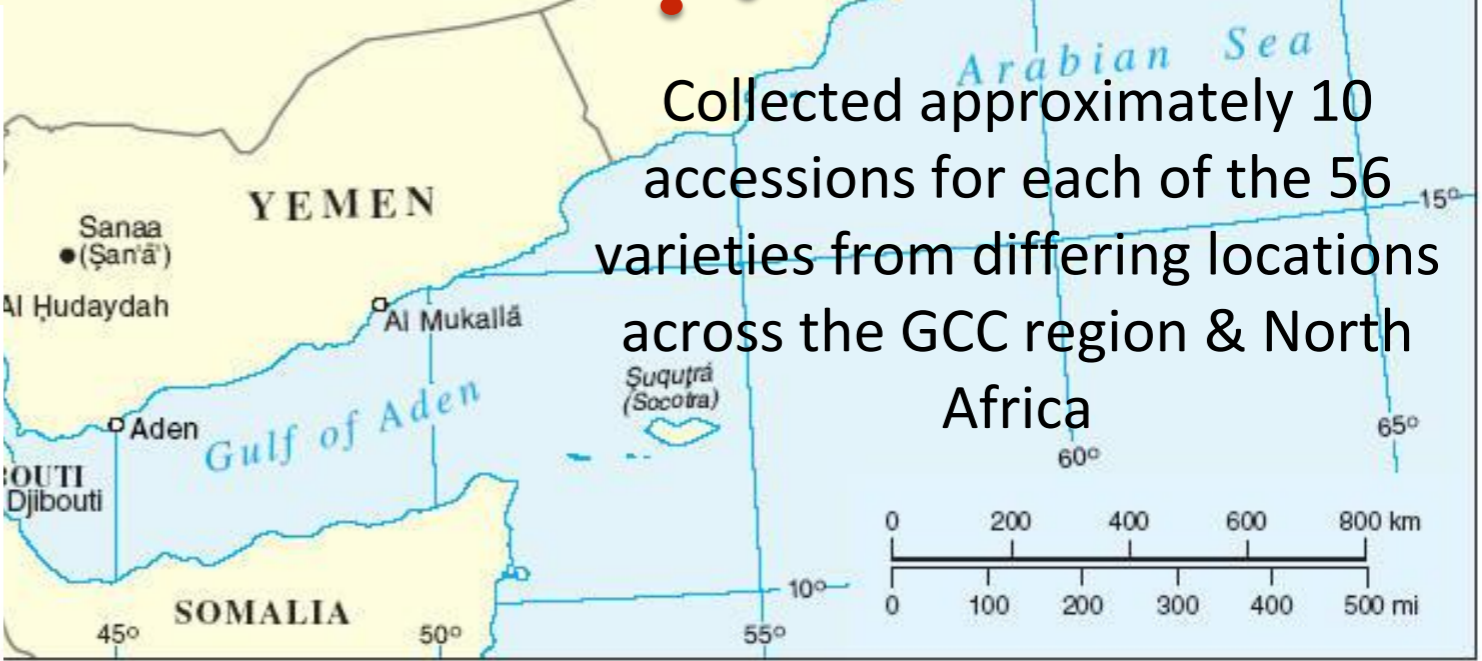 Arabian Sea
Collected approximately 10
accessions for each of the 56
varieties from differing locations
across the GCC region & North
Africa
YEMEN
Sanaa
(Ṣan'ā')
Al Ḥudaydah
Al Mukallā
Aden
Gulf of Aden
Suquṭrá
(Socotra)
OUTI
Djibouti
SOMALIA
45°
50°
55°
60°
65°
15°
10°
0 200 400 600 800 km
0 100 200 300 400 500 mi